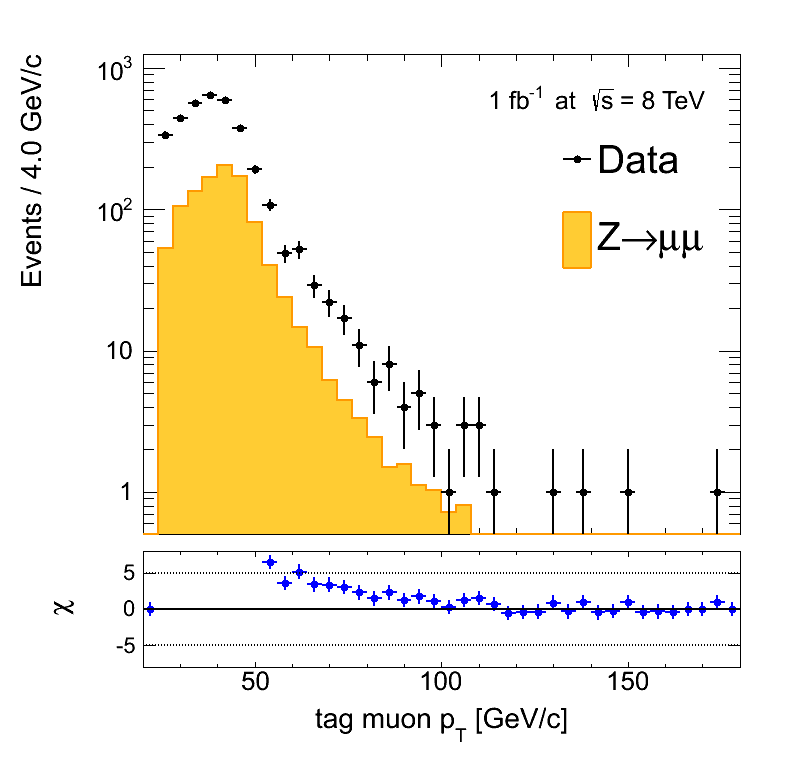 Events / 4.0 GeV/c
10³
10²
10
1
1 fb⁻¹ at √s = 8 TeV
Data
Z→μμ
χ
5
0
-5
50
100
150
tag muon p_T [GeV/c]